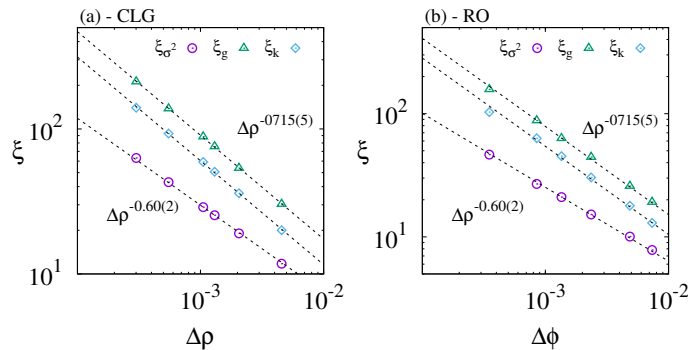 (a) - CLG
ξσ² ξg ξk
10²
10¹
ξ
Δρ^-0715(5)
Δρ^-0.60(2)
10⁻³ 10⁻²
Δρ
(b) - RO
ξσ² ξg ξk
10²
10¹
ξ
Δρ^-0715(5)
Δρ^-0.60(2)
10⁻³ 10⁻²
Δϕ